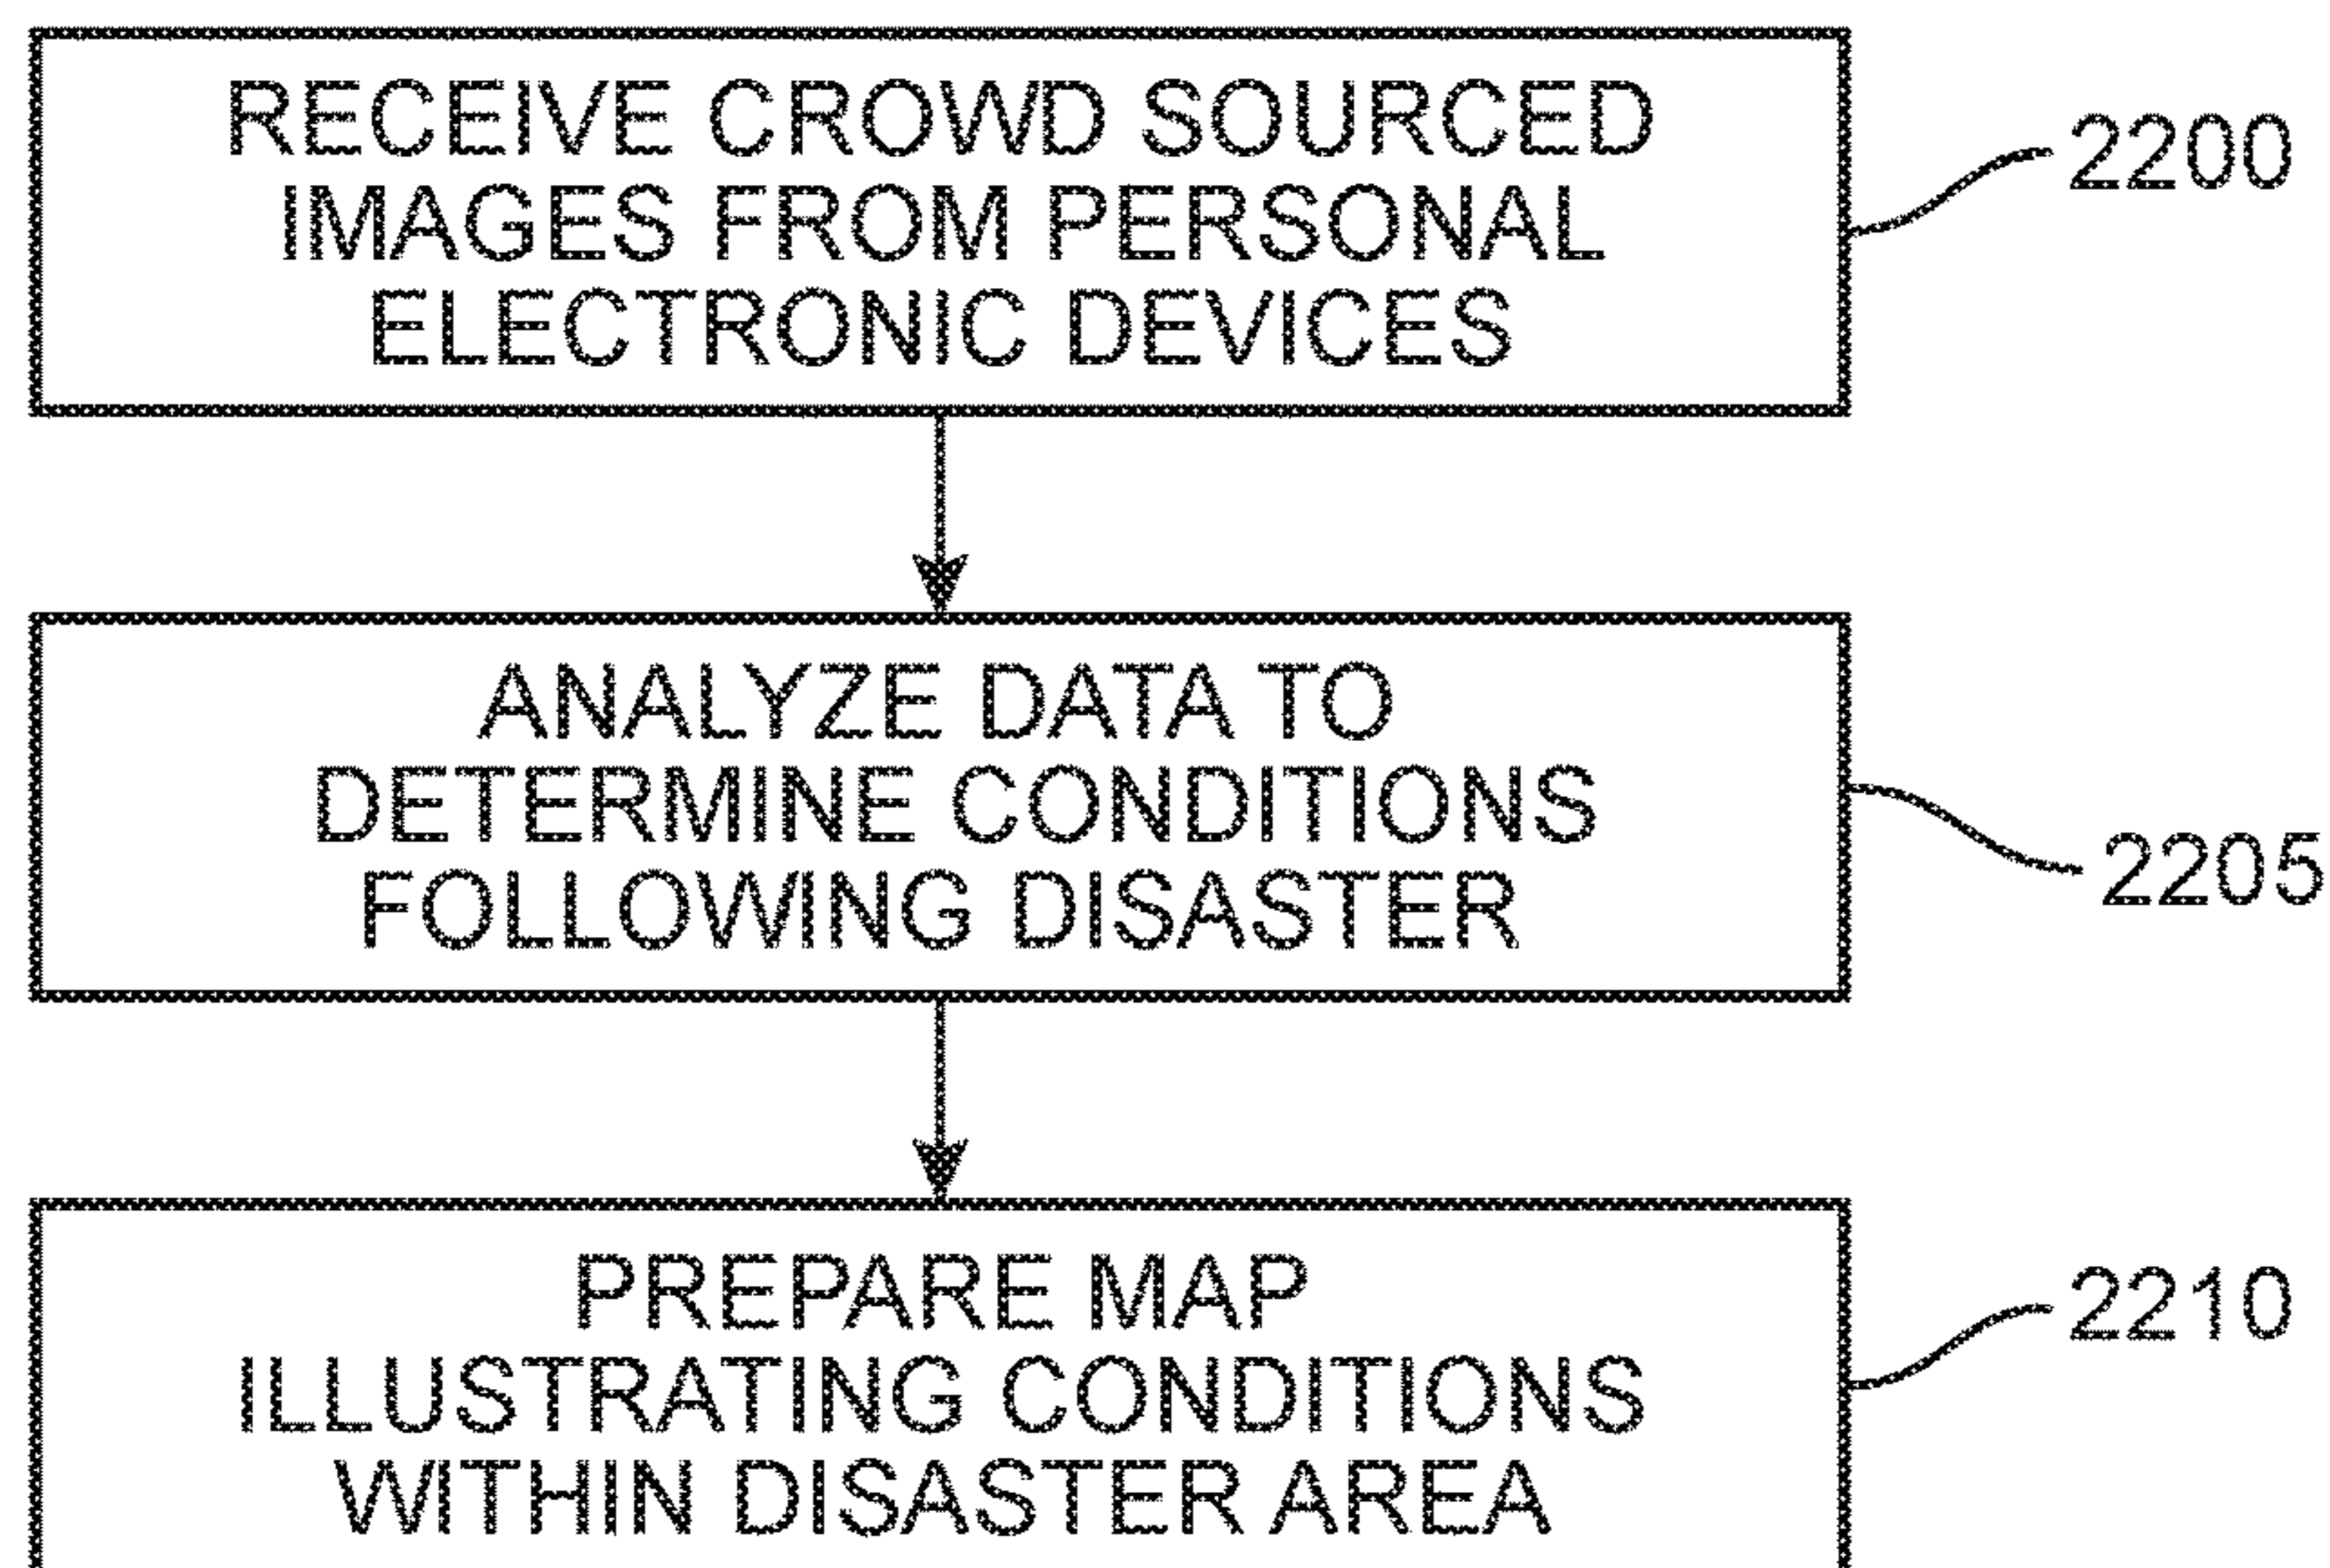 RECEIVE CROWD SOURCED
IMAGES FROM PERSONAL
ELECTRONIC DEVICES
2200
ANALYZE DATA TO
DETERMINE CONDITIONS
FOLLOWING DISASTER
2205
PREPARE MAP
ILLUSTRATING CONDITIONS
WITHIN DISASTER AREA
2210